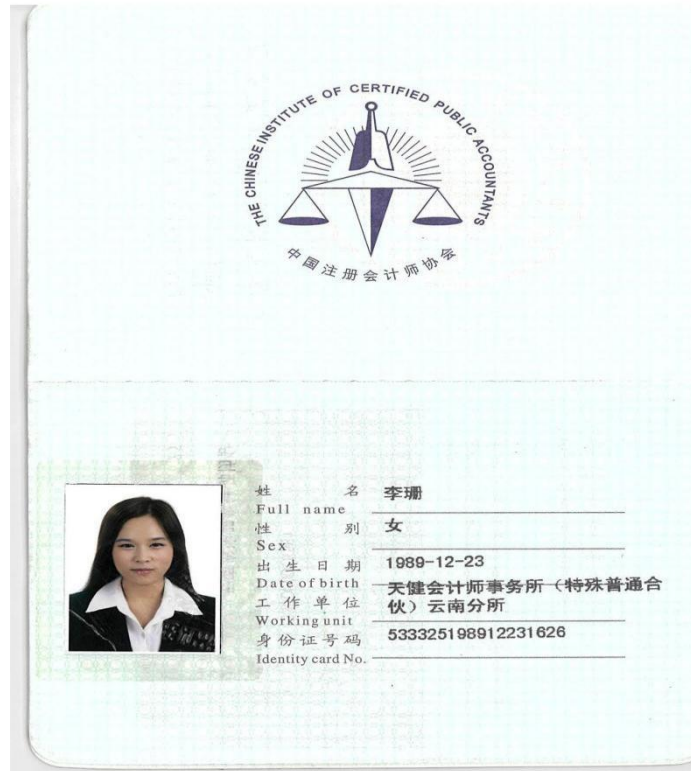 THE CHINESE INSTITUTE OF CERTIFIED PUBLIC ACCOUNTANTS
中国注册会计师协会
姓 名 李珊
Full name
性 别 女
Sex
出生日期 1989-12-23
Date of birth
工作单位 天健会计师事务所（特殊普通合
伙）云南分所
Working unit
身份证号码 533325198912231626
Identity card No.